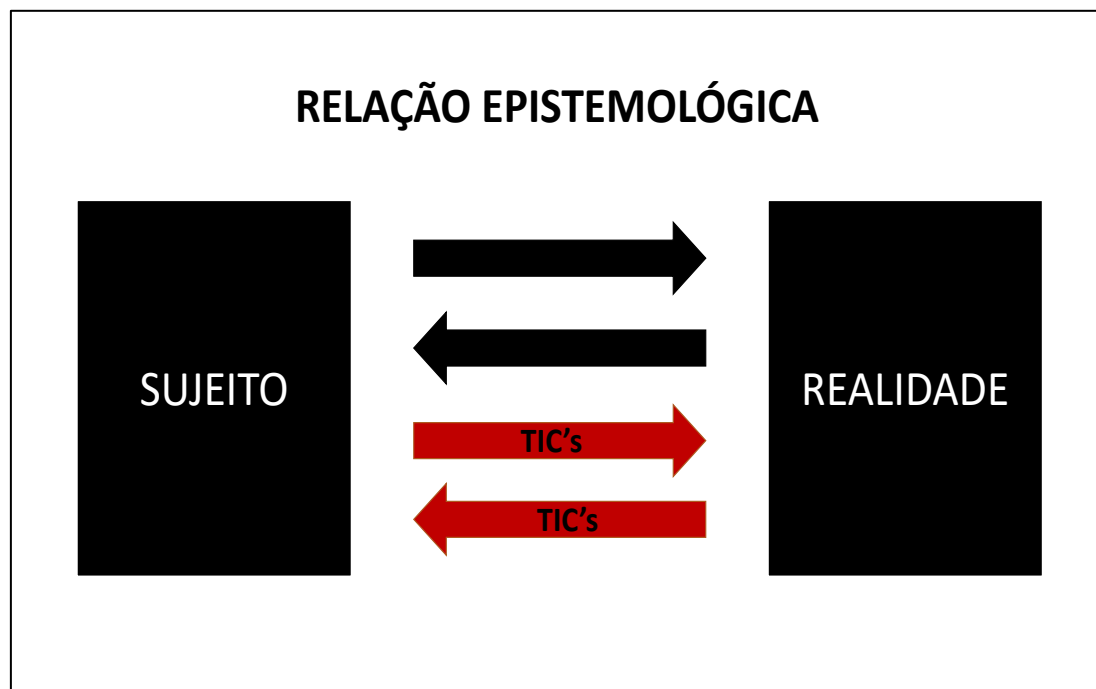 RELAÇÃO EPISTEMOLÓGICA
SUJEITO
REALIDADE
TIC’s
TIC’s